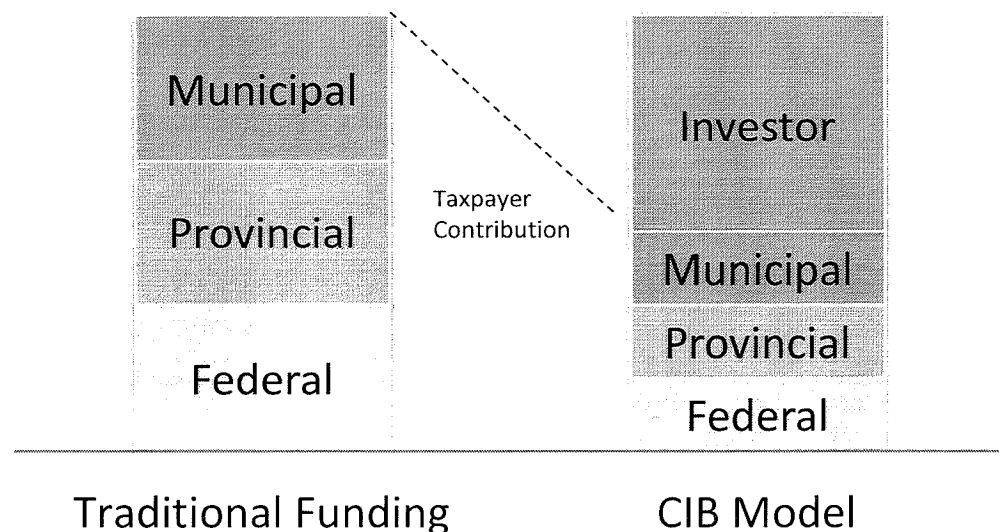 Municipal
Provincial
Federal
Taxpayer
Contribution
Investor
Municipal
Provincial
Federal
Traditional Funding
CIB Model